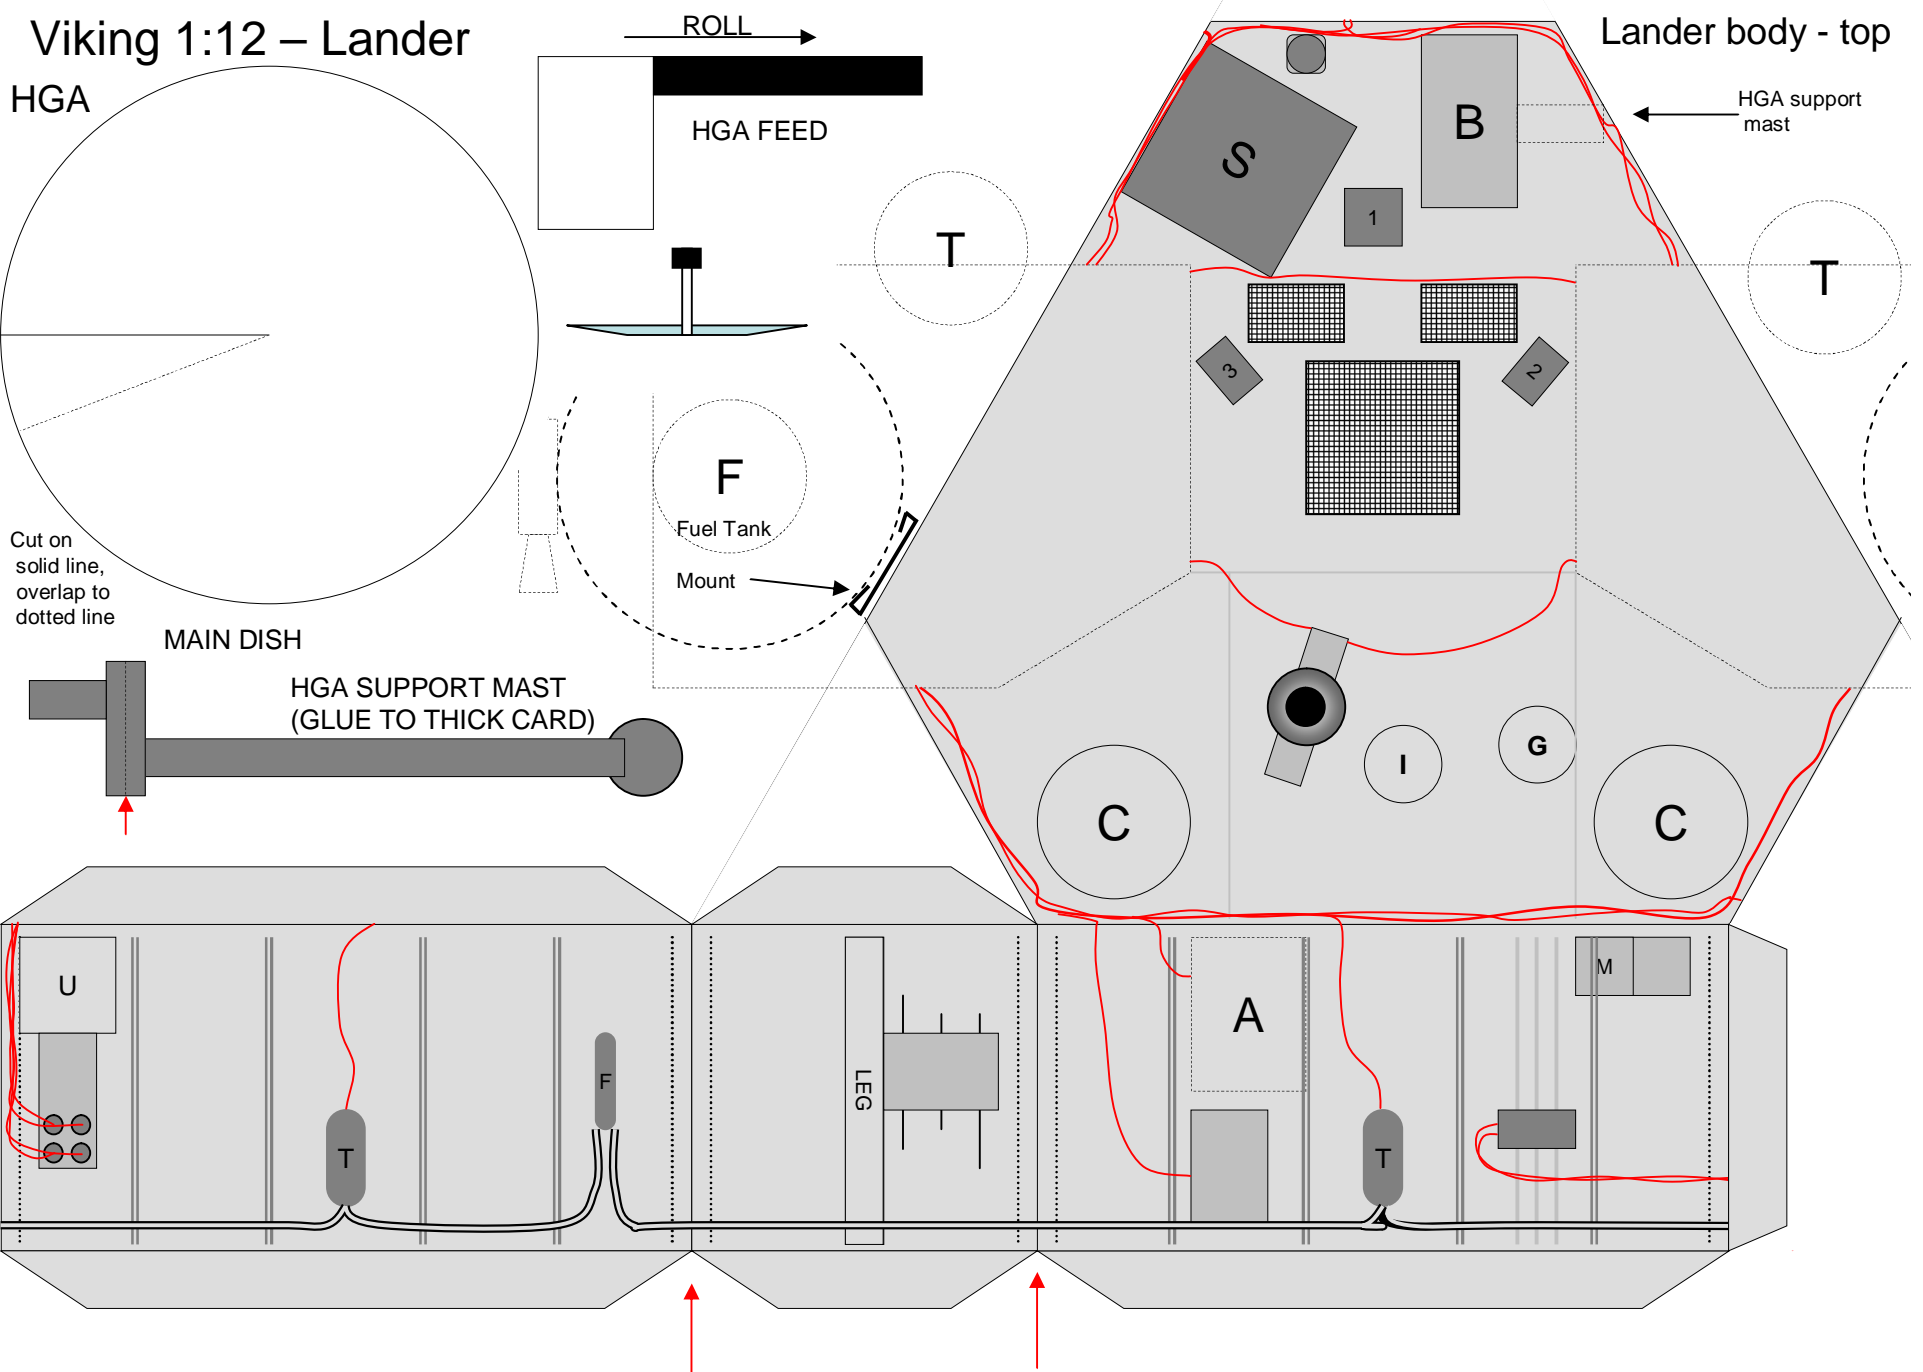 Viking 1:12 – Lander
ROLL
Lander body - top
HGA
HGA FEED
HGA support
mast
B
S
1
T
T
3
2
F
Fuel Tank
Mount
Cut on
solid line,
overlap to
dotted line
MAIN DISH
HGA SUPPORT MAST
(GLUE TO THICK CARD)
I
G
C
C
U
F
T
LEG
A
T
M